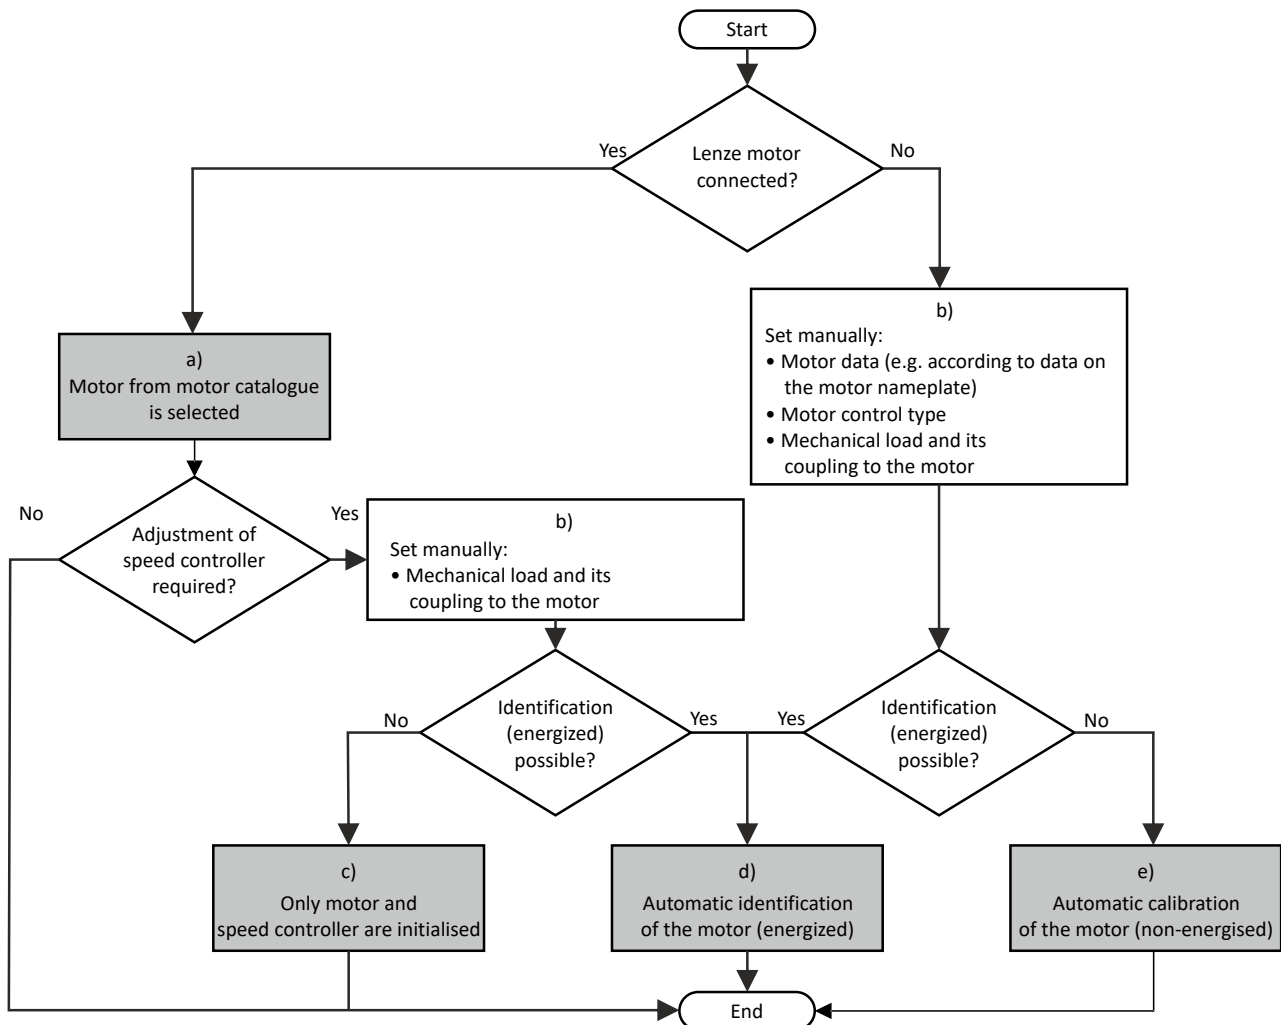 Start
Lenze motor
connected?
Yes
No
a)
Motor from motor catalogue
is selected
b)
Set manually:
• Motor data (e.g. according to data on
the motor nameplate)
• Motor control type
• Mechanical load and its
coupling to the motor
No
Adjustment of
speed controller
required?
Yes
b)
Set manually:
• Mechanical load and its
coupling to the motor
No
Identification
(energized)
possible?
Yes
Yes
Identification
(energized)
possible?
No
c)
Only motor and
speed controller are initialised
d)
Automatic identification
of the motor (energized)
e)
Automatic calibration
of the motor (non-energised)
End